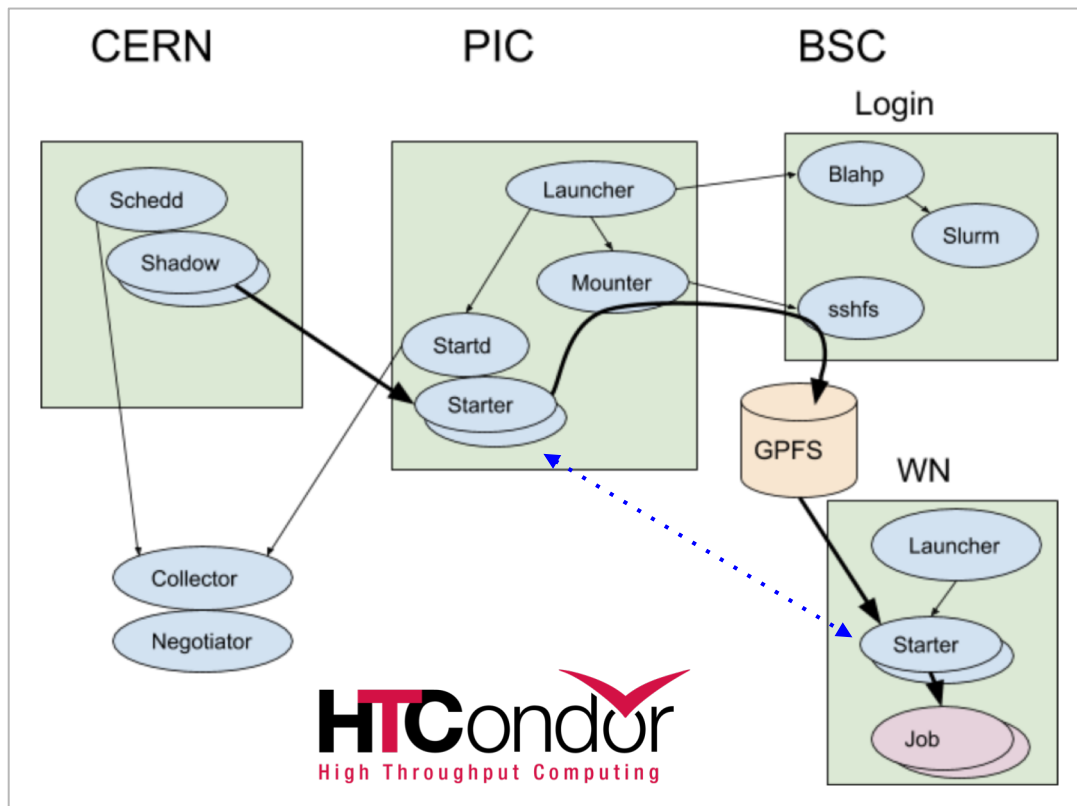 CERN
PIC
BSC
Login
Schedd
Shadow
Launcher
Mounter
Startd
Starter
Blahp
Slurm
sshfs
GPFS
WN
Launcher
Starter
Job
Collector
Negotiator
HTCondor
High Throughput Computing